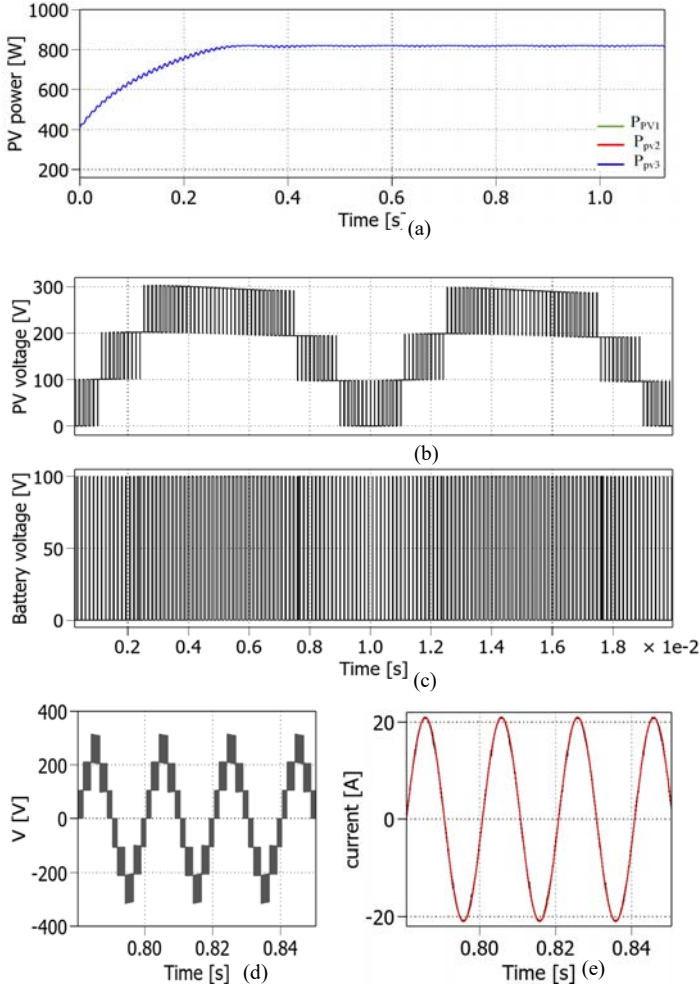 1000
800
600
400
200
PV power [W]
P_PV1
P_pv2
P_pv3
0.0 0.2 0.4 0.6 0.8 1.0
Time [s]
(a)
300
200
100
0
PV voltage [V]
(b)
100
50
0
Battery voltage [V]
0.2 0.4 0.6 0.8 1.0 1.2 1.4 1.6 1.8 2.0 × 1e-2
Time [s]
(c)
400
200
0
-200
-400
V [V]
0.80 0.82 0.84
Time [s] (d)
20
0
-20
current [A]
0.80 0.82 0.84
Time [s] (e)